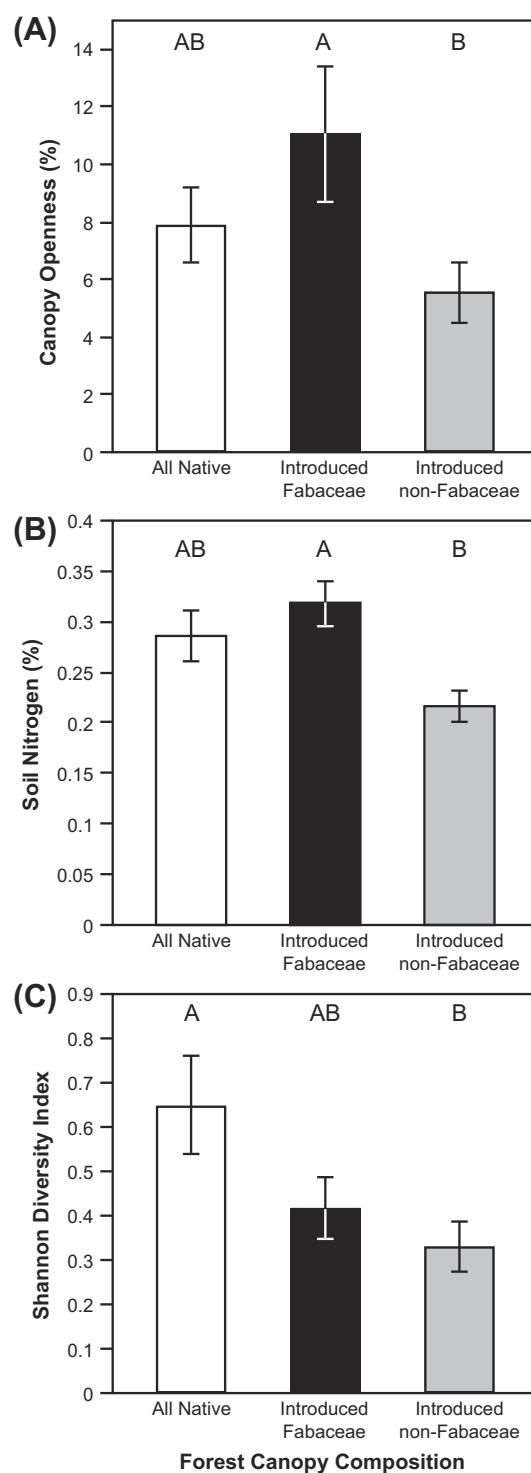 (A)
AB A B
Canopy Openness (%)
14
12
10
8
6
4
2
0
All Native Introduced Fabaceae Introduced non-Fabaceae
(B)
AB A B
Soil Nitrogen (%)
0.4
0.35
0.3
0.25
0.2
0.15
0.1
0.05
0
All Native Introduced Fabaceae Introduced non-Fabaceae
(C)
A AB B
Shannon Diversity Index
0.9
0.8
0.7
0.6
0.5
0.4
0.3
0.2
0.1
0
All Native Introduced Fabaceae Introduced non-Fabaceae
Forest Canopy Composition